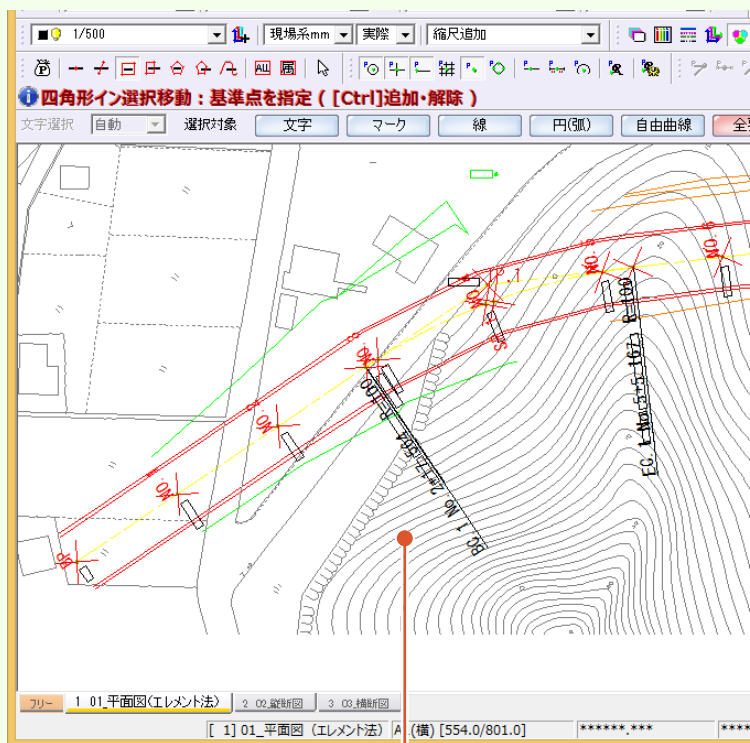 1/500 現場系mm 実際 縮尺追加
四角形イン選択移動：基準点を指定 ( [Ctrl]追加・解除 )
文字選択 自動 選択対象 文字 マーク 線 円(弧) 自由曲線
R=100
BC. 1 No. 2+17.564
R=100
EC. 1 No.5+5.167
フリー 1 01_平面図(エレメント法) 2 02_縦断図 3 03_横断図
[ 1] 01_平面図（エレメント法） (横) [554.0/801.0] ******.***